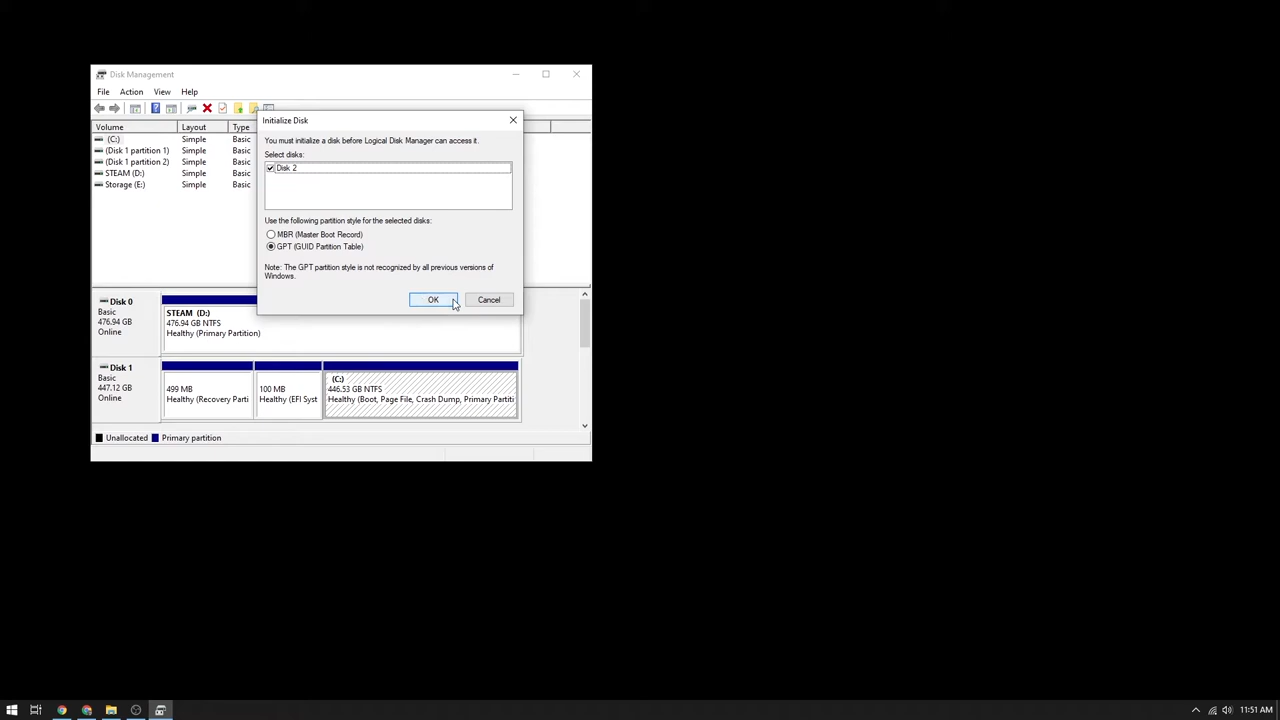 Disk Management
File Action View Help
Volume Layout Type
(C:) Simple Basic
(Disk 1 partition 1) Simple Basic
(Disk 1 partition 2) Simple Basic
STEAM (D:) Simple Basic
Storage (E:) Simple Basic
Initialize Disk
You must initialize a disk before Logical Disk Manager can access it.
Select disks:
Disk 2
Use the following partition style for the selected disks:
MBR (Master Boot Record)
GPT (GUID Partition Table)
Note: The GPT partition style is not recognized by all previous versions of
Windows.
OK Cancel
Disk 0
Basic
476.94 GB
Online
STEAM (D:)
476.94 GB NTFS
Healthy (Primary Partition)
Disk 1
Basic
447.12 GB
Online
499 MB
Healthy (Recovery Parti
100 MB
Healthy (EFI Syst
(C:)
446.53 GB NTFS
Healthy (Boot, Page File, Crash Dump, Primary Partiti
Unallocated Primary partition
11:51 AM